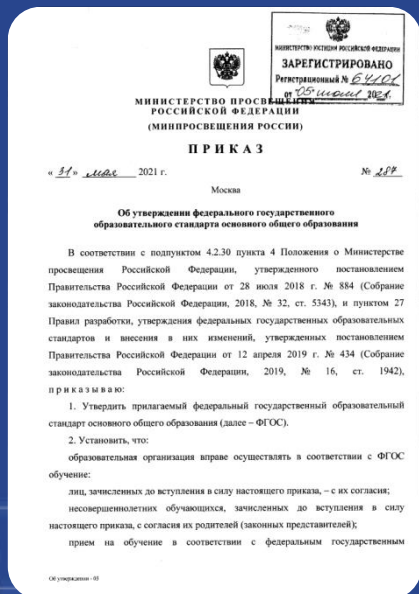 МИНИСТЕРСТВО ЮСТИЦИИ РОССИЙСКОЙ ФЕДЕРАЦИИ
ЗАРЕГИСТРИРОВАНО
Регистрационный № 64101
от "05 июля 2021.
МИНИСТЕРСТВО ПРОСВЕЩЕНИЯ
РОССИЙСКОЙ ФЕДЕРАЦИИ
(МИНПРОСВЕЩЕНИЯ РОССИИ)
П Р И К А З
« 31 » мая 2021 г. № 287
Москва
Об утверждении федерального государственного
образовательного стандарта основного общего образования
В соответствии с подпунктом 4.2.30 пункта 4 Положения о Министерстве
просвещения Российской Федерации, утвержденного постановлением
Правительства Российской Федерации от 28 июля 2018 г. № 884 (Собрание
законодательства Российской Федерации, 2018, № 32, ст. 5343), и пунктом 27
Правил разработки, утверждения федеральных государственных образовательных
стандартов и внесения в них изменений, утвержденных постановлением
Правительства Российской Федерации от 12 апреля 2019 г. № 434 (Собрание
законодательства Российской Федерации, 2019, № 16, ст. 1942),
п р и к а з ы в а ю:
1. Утвердить прилагаемый федеральный государственный образовательный
стандарт основного общего образования (далее – ФГОС).
2. Установить, что:
образовательная организация вправе осуществлять в соответствии с ФГОС
обучение:
лиц, зачисленных до вступления в силу настоящего приказа, – с их согласия;
несовершеннолетних обучающихся, зачисленных до вступления в силу
настоящего приказа, с согласия их родителей (законных представителей);
прием на обучение в соответствии с федеральным государственным
Об утверждении - 03